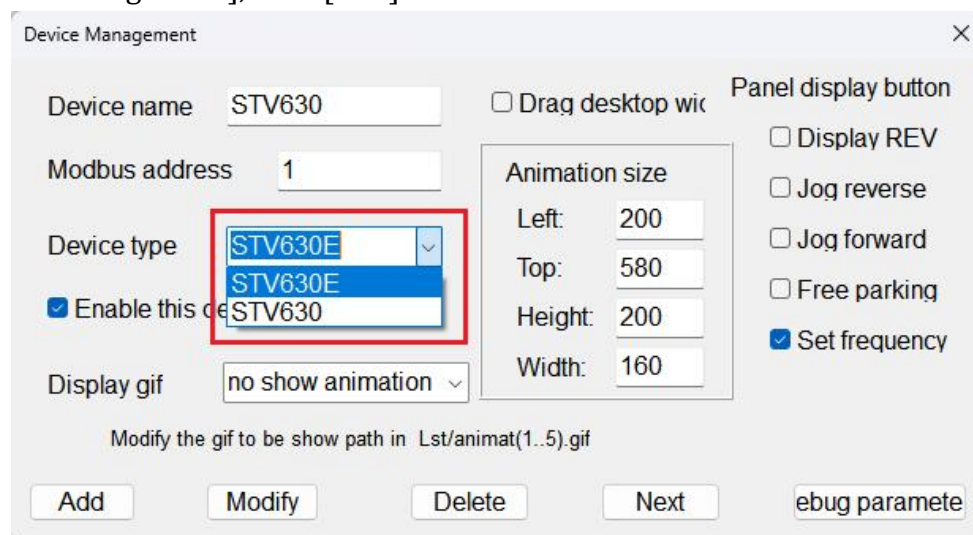 Device Management
Device name STV630
Modbus address 1
Device type STV630E
STV630E
STV630
Enable this de
Display gif no show animation
Modify the gif to be show path in Lst/animat(1..5).gif
Drag desktop wic
Animation size
Left: 200
Top: 580
Height: 200
Width: 160
Panel display button
Display REV
Jog reverse
Jog forward
Free parking
Set frequency
Add Modify Delete Next ebug paramete